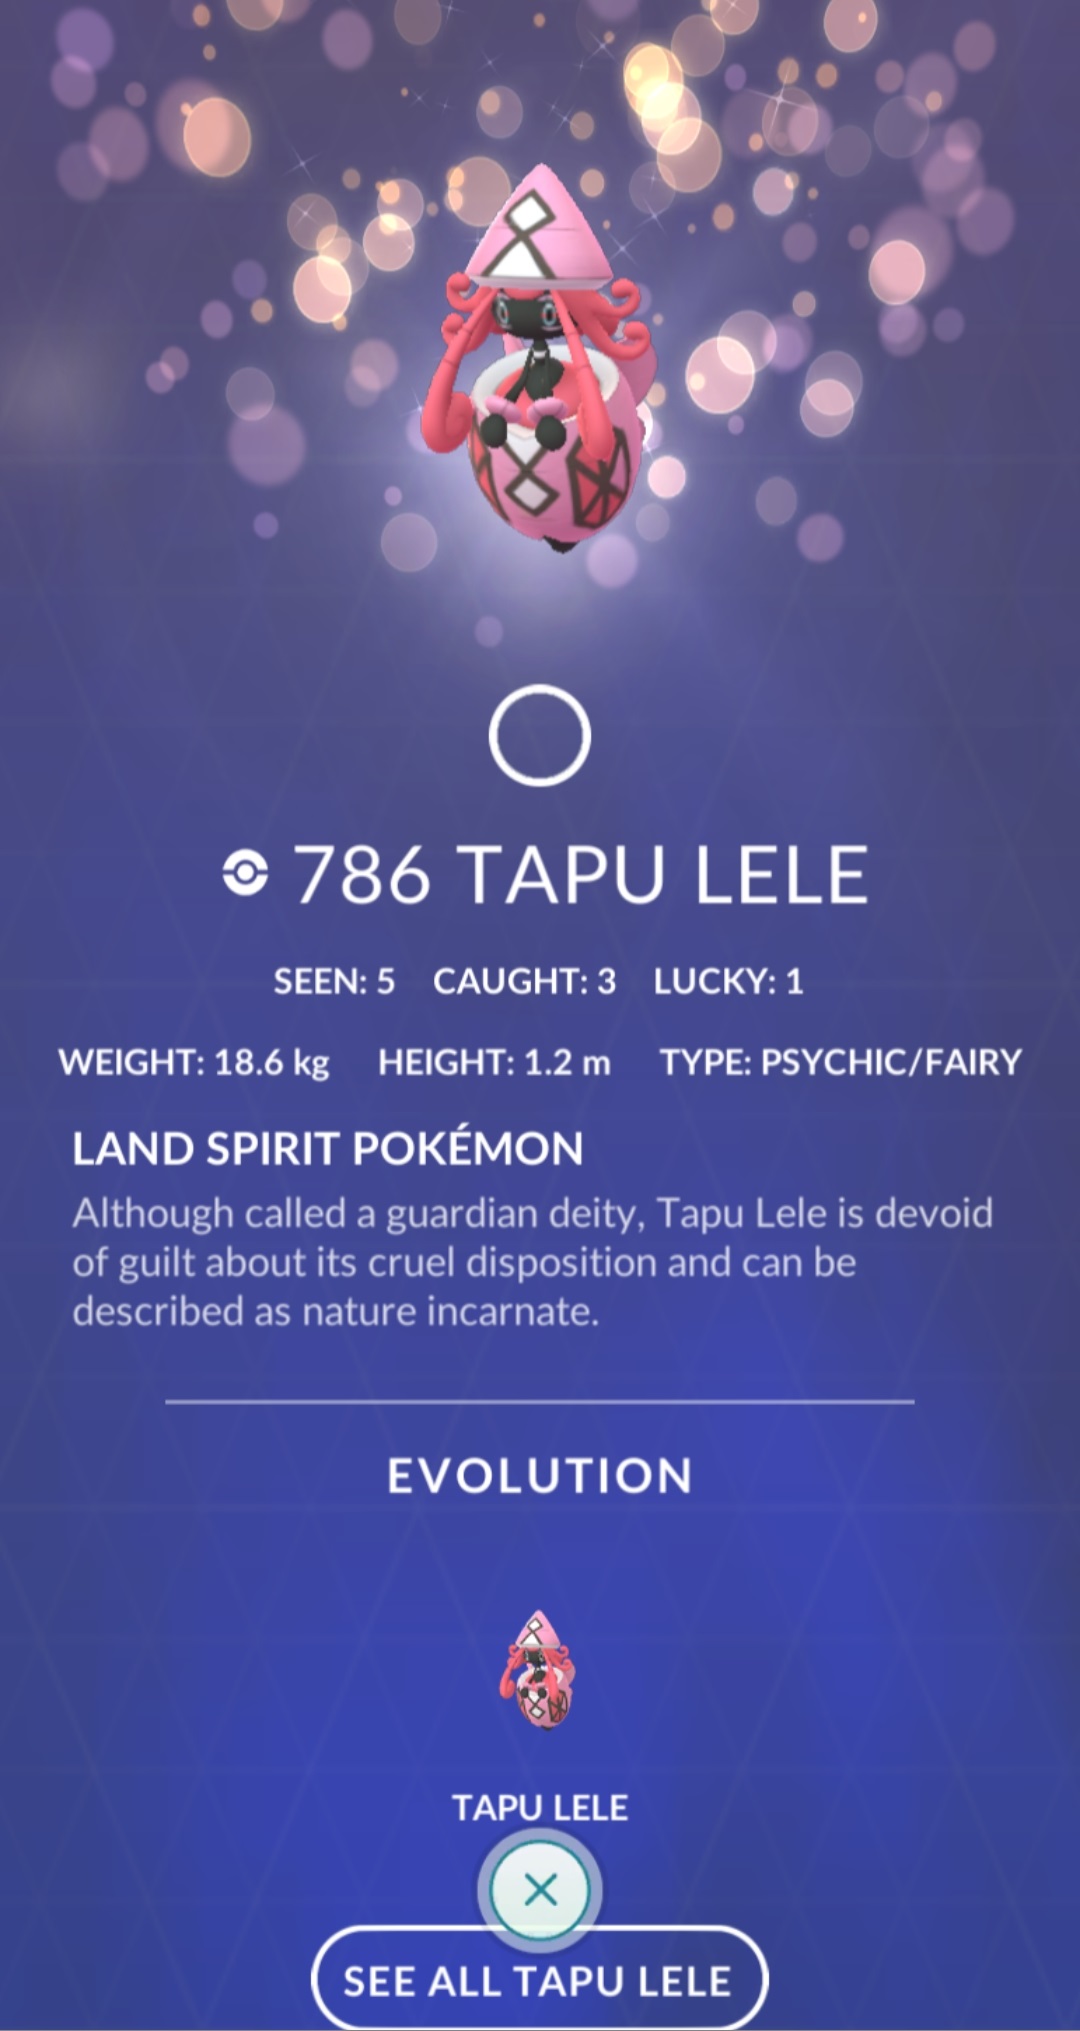 786 TAPU LELE
SEEN: 5 CAUGHT: 3 LUCKY: 1
WEIGHT: 18.6 kg HEIGHT: 1.2 m TYPE: PSYCHIC/FAIRY
LAND SPIRIT POKÉMON
Although called a guardian deity, Tapu Lele is devoid
of guilt about its cruel disposition and can be
described as nature incarnate.
EVOLUTION
TAPU LELE
SEE ALL TAPU LELE